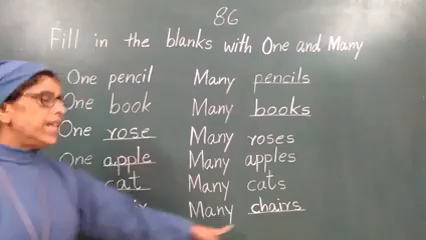 86
Fill in the blanks with One and Many
One pencil Many pencils
One book Many books
One rose Many roses
One apple Many apples
cat Many cats
Many chairs